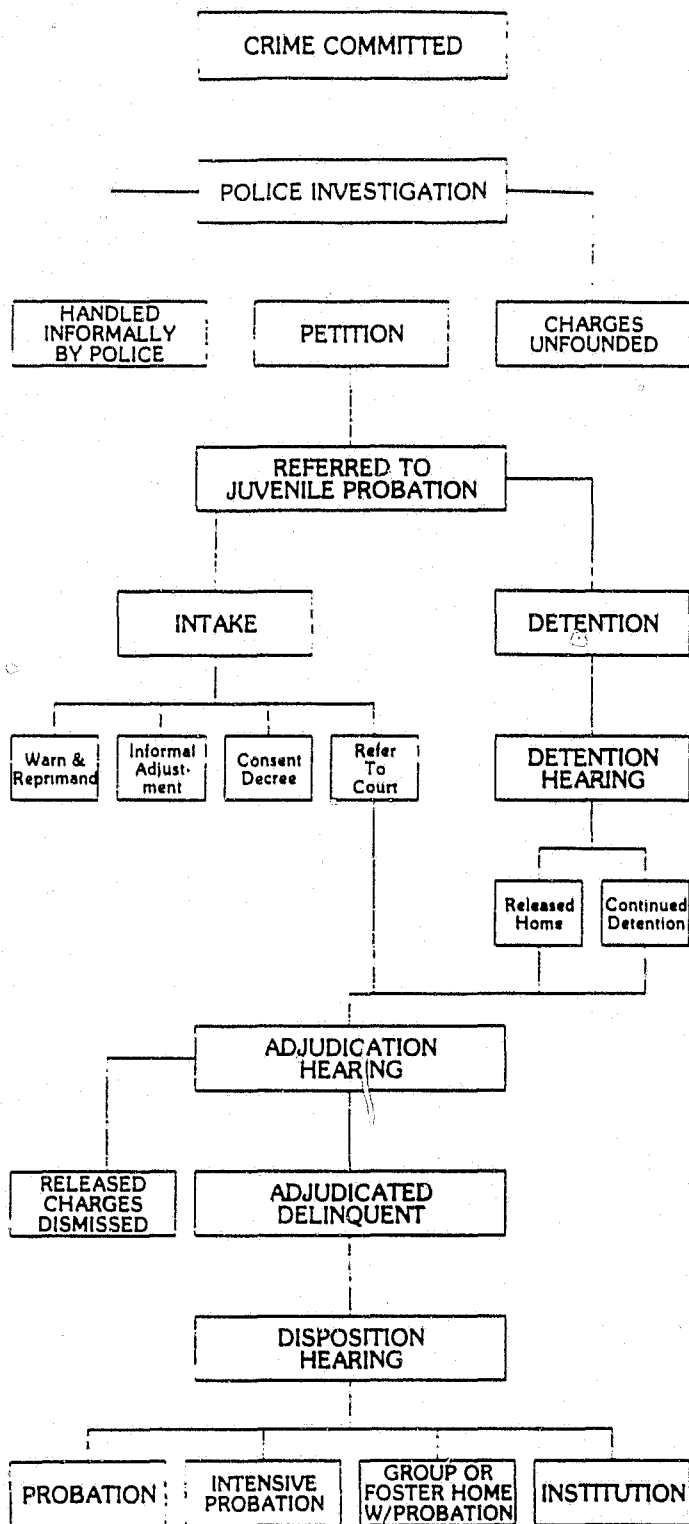 CRIME COMMITTED
POLICE INVESTIGATION
HANDLED
INFORMALLY
BY POLICE
PETITION
CHARGES
UNFOUNDED
REFERRED TO
JUVENILE PROBATION
INTAKE
DETENTION
Warn &
Reprimand
Informal
Adjust-
ment
Consent
Decree
Refer
To
Court
DETENTION
HEARING
Released
Home
Continued
Detention
ADJUDICATION
HEARING
RELEASED
CHARGES
DISMISSED
ADJUDICATED
DELINQUENT
DISPOSITION
HEARING
PROBATION
INTENSIVE
PROBATION
GROUP OR
FOSTER HOME
W/PROBATION
INSTITUTION